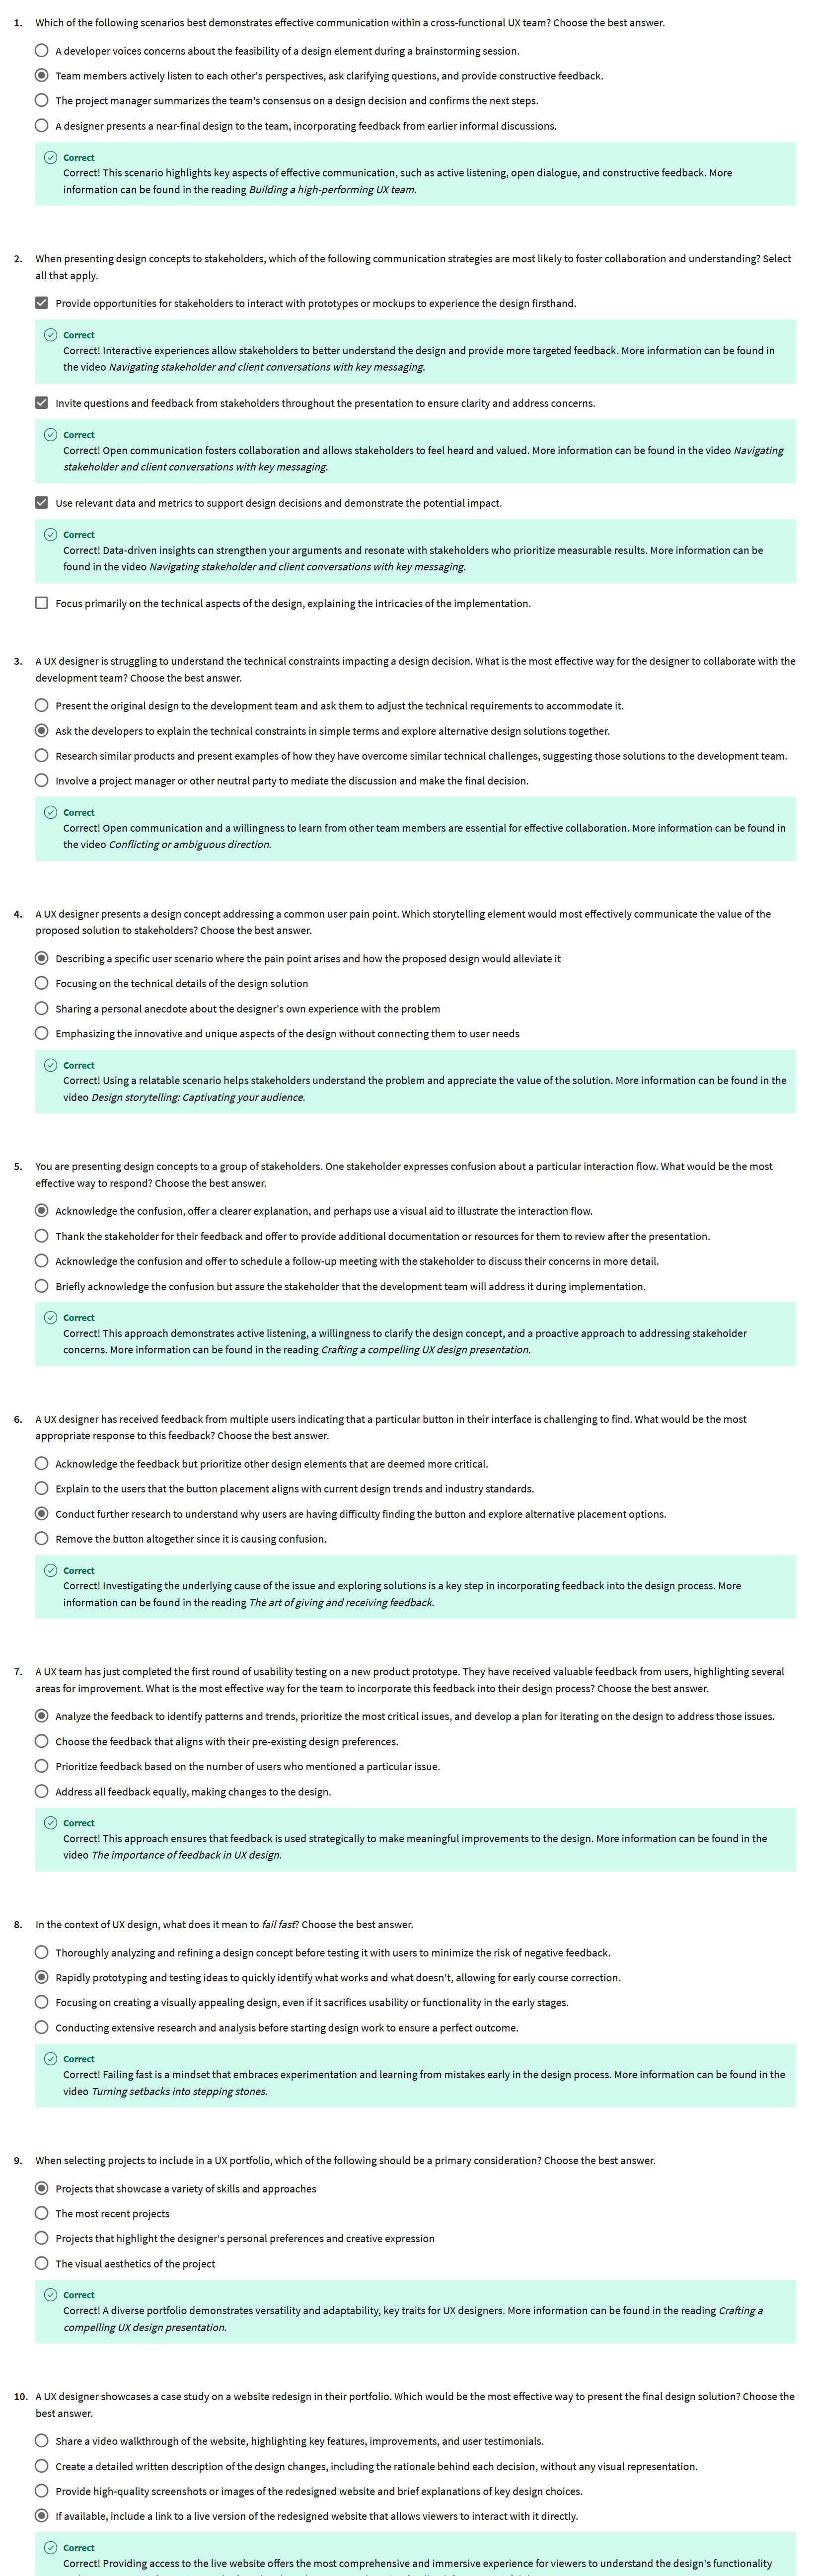 1. Which of the following scenarios best demonstrates effective communication within a cross-functional UX team? Choose the best answer.
A developer voices concerns about the feasibility of a design element during a brainstorming session.
Team members actively listen to each other's perspectives, ask clarifying questions, and provide constructive feedback.
The project manager summarizes the team's consensus on a design decision and confirms the next steps.
A designer presents a near-final design to the team, incorporating feedback from earlier informal discussions.
Correct
Correct! This scenario highlights key aspects of effective communication, such as active listening, open dialogue, and constructive feedback. More
information can be found in the reading Building a high-performing UX team.
2. When presenting design concepts to stakeholders, which of the following communication strategies are most likely to foster collaboration and understanding? Select
all that apply.
Provide opportunities for stakeholders to interact with prototypes or mockups to experience the design firsthand.
Correct
Correct! Interactive experiences allow stakeholders to better understand the design and provide more targeted feedback. More information can be found in
the video Navigating stakeholder and client conversations with key messaging.
Invite questions and feedback from stakeholders throughout the presentation to ensure clarity and address concerns.
Correct
Correct! Open communication fosters collaboration and allows stakeholders to feel heard and valued. More information can be found in the video Navigating
stakeholder and client conversations with key messaging.
Use relevant data and metrics to support design decisions and demonstrate the potential impact.
Correct
Correct! Data-driven insights can strengthen your arguments and resonate with stakeholders who prioritize measurable results. More information can be
found in the video Navigating stakeholder and client conversations with key messaging.
Focus primarily on the technical aspects of the design, explaining the intricacies of the implementation.
3. A UX designer is struggling to understand the technical constraints impacting a design decision. What is the most effective way for the designer to collaborate with the
development team? Choose the best answer.
Present the original design to the development team and ask them to adjust the technical requirements to accommodate it.
Ask the developers to explain the technical constraints in simple terms and explore alternative design solutions together.
Research similar products and present examples of how they have overcome similar technical challenges, suggesting those solutions to the development team.
Involve a project manager or other neutral party to mediate the discussion and make the final decision.
Correct
Correct! Open communication and a willingness to learn from other team members are essential for effective collaboration. More information can be found in
the video Conflicting or ambiguous direction.
4. A UX designer presents a design concept addressing a common user pain point. Which storytelling element would most effectively communicate the value of the
proposed solution to stakeholders? Choose the best answer.
Describing a specific user scenario where the pain point arises and how the proposed design would alleviate it
Focusing on the technical details of the design solution
Sharing a personal anecdote about the designer's own experience with the problem
Emphasizing the innovative and unique aspects of the design without connecting them to user needs
Correct
Correct! Using a relatable scenario helps stakeholders understand the problem and appreciate the value of the solution. More information can be found in the
video Design storytelling: Captivating your audience.
5. You are presenting design concepts to a group of stakeholders. One stakeholder expresses confusion about a particular interaction flow. What would be the most
effective way to respond? Choose the best answer.
Acknowledge the confusion, offer a clearer explanation, and perhaps use a visual aid to illustrate the interaction flow.
Thank the stakeholder for their feedback and offer to provide additional documentation or resources for them to review after the presentation.
Acknowledge the confusion and offer to schedule a follow-up meeting with the stakeholder to discuss their concerns in more detail.
Briefly acknowledge the confusion but assure the stakeholder that the development team will address it during implementation.
Correct
Correct! This approach demonstrates active listening, a willingness to clarify the design concept, and a proactive approach to addressing stakeholder
concerns. More information can be found in the reading Crafting a compelling UX design presentation.
6. A UX designer has received feedback from multiple users indicating that a particular button in their interface is challenging to find. What would be the most
appropriate response to this feedback? Choose the best answer.
Acknowledge the feedback but prioritize other design elements that are deemed more critical.
Explain to the users that the button placement aligns with current design trends and industry standards.
Conduct further research to understand why users are having difficulty finding the button and explore alternative placement options.
Remove the button altogether since it is causing confusion.
Correct
Correct! Investigating the underlying cause of the issue and exploring solutions is a key step in incorporating feedback into the design process. More
information can be found in the reading The art of giving and receiving feedback.
7. A UX team has just completed the first round of usability testing on a new product prototype. They have received valuable feedback from users, highlighting several
areas for improvement. What is the most effective way for the team to incorporate this feedback into their design process? Choose the best answer.
Analyze the feedback to identify patterns and trends, prioritize the most critical issues, and develop a plan for iterating on the design to address those issues.
Choose the feedback that aligns with their pre-existing design preferences.
Prioritize feedback based on the number of users who mentioned a particular issue.
Address all feedback equally, making changes to the design.
Correct
Correct! This approach ensures that feedback is used strategically to make meaningful improvements to the design. More information can be found in the
video The importance of feedback in UX design.
8. In the context of UX design, what does it mean to fail fast? Choose the best answer.
Thoroughly analyzing and refining a design concept before testing it with users to minimize the risk of negative feedback.
Rapidly prototyping and testing ideas to quickly identify what works and what doesn't, allowing for early course correction.
Focusing on creating a visually appealing design, even if it sacrifices usability or functionality in the early stages.
Conducting extensive research and analysis before starting design work to ensure a perfect outcome.
Correct
Correct! Failing fast is a mindset that embraces experimentation and learning from mistakes early in the design process. More information can be found in the
video Turning setbacks into stepping stones.
9. When selecting projects to include in a UX portfolio, which of the following should be a primary consideration? Choose the best answer.
Projects that showcase a variety of skills and approaches
The most recent projects
Projects that highlight the designer's personal preferences and creative expression
The visual aesthetics of the project
Correct
Correct! A diverse portfolio demonstrates versatility and adaptability, key traits for UX designers. More information can be found in the reading Crafting a
compelling UX design presentation.
10. A UX designer showcases a case study on a website redesign in their portfolio. Which would be the most effective way to present the final design solution? Choose the
best answer.
Share a video walkthrough of the website, highlighting key features, improvements, and user testimonials.
Create a detailed written description of the design changes, including the rationale behind each decision, without any visual representation.
Provide high-quality screenshots or images of the redesigned website and brief explanations of key design choices.
If available, include a link to a live version of the redesigned website that allows viewers to interact with it directly.
Correct
Correct! Providing access to the live website offers the most comprehensive and immersive experience for viewers to understand the design's functionality